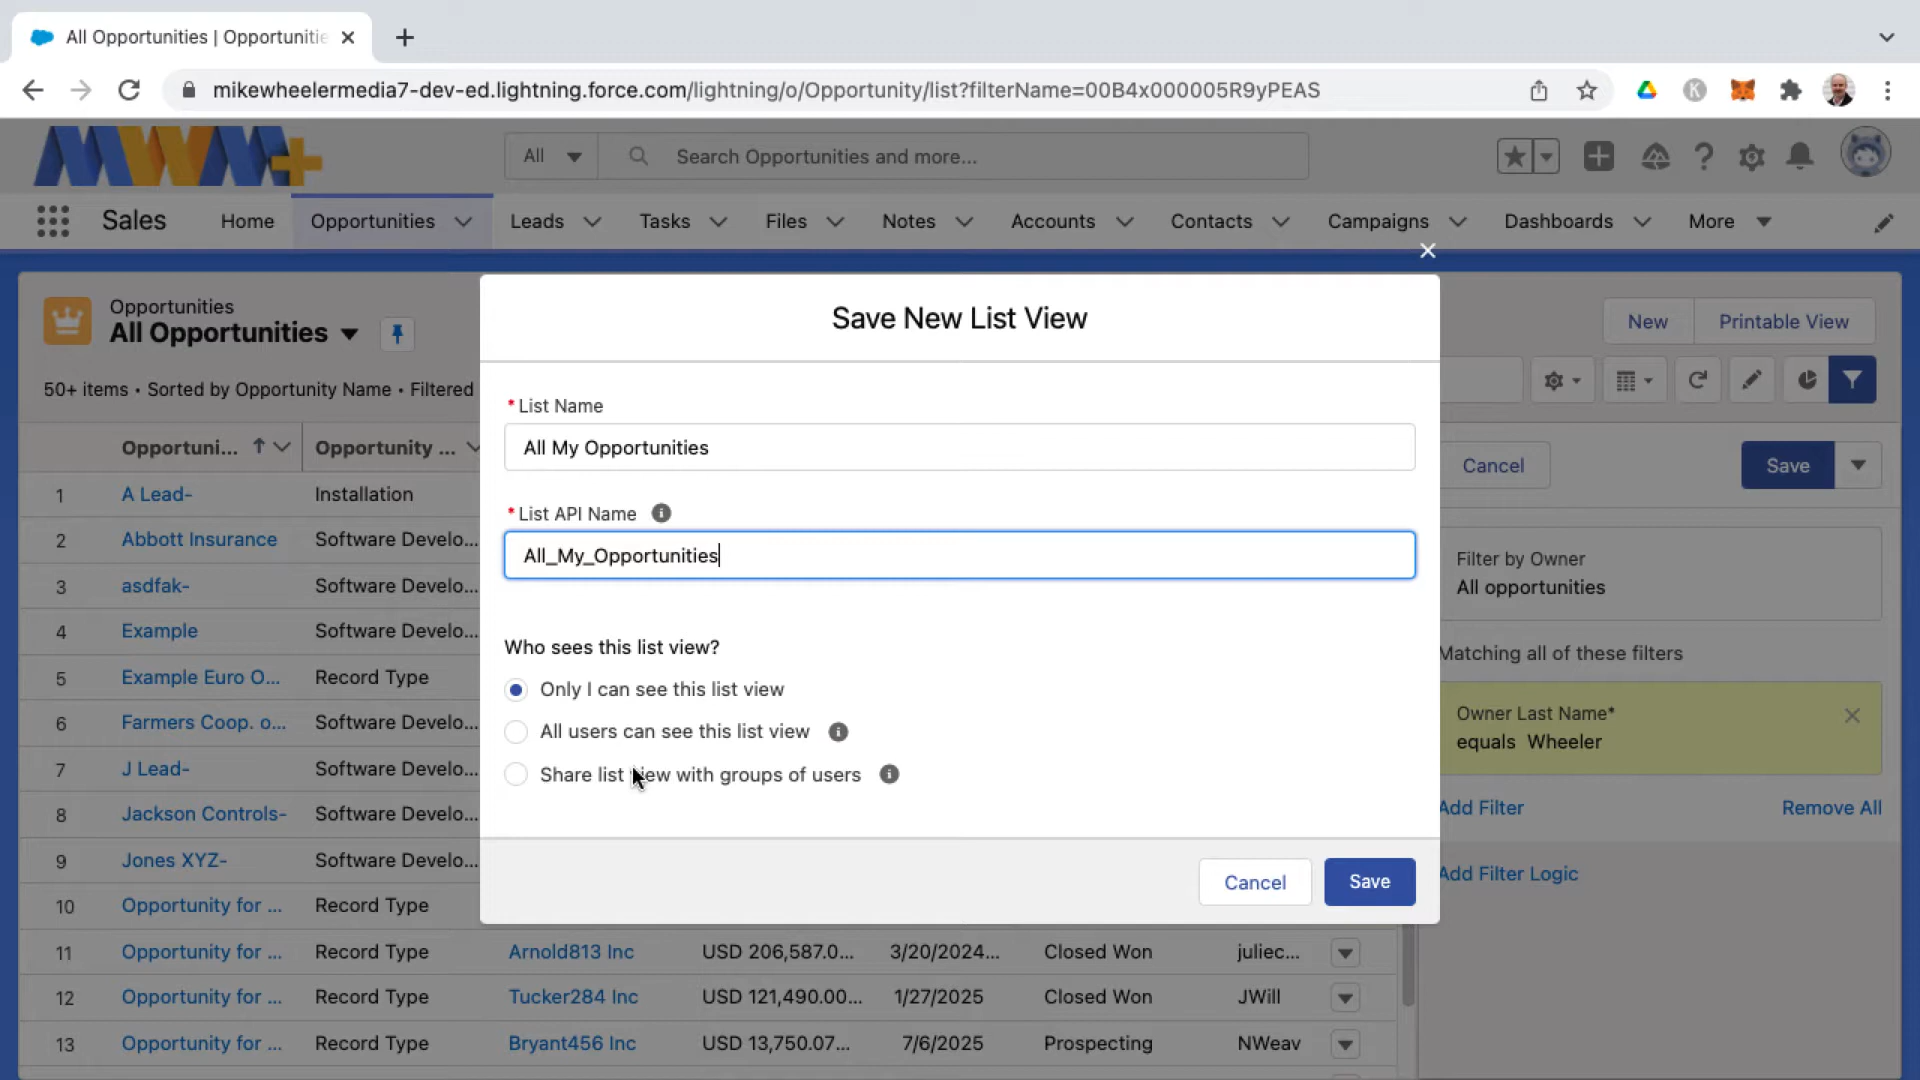 All Opportunities | Opportunitie
mikewheelermedia7-dev-ed.lightning.force.com/lightning/o/Opportunity/list?filterName=00B4x000005R9yPEAS
K
MWM+
All
Search Opportunities and more...
Sales Home Opportunities Leads Tasks Files Notes Accounts Contacts Campaigns Dashboards More
Opportunities
All Opportunities
New Printable View
50+ items • Sorted by Opportunity Name • Filtered
Opportuni... Opportunity ...
1 A Lead- Installation
2 Abbott Insurance Software Develo...
3 asdfak- Software Develo...
4 Example Software Develo...
5 Example Euro O... Record Type
6 Farmers Coop. o... Software Develo...
7 J Lead- Software Develo...
8 Jackson Controls- Software Develo...
9 Jones XYZ- Software Develo...
10 Opportunity for ... Record Type
11 Opportunity for ... Record Type Arnold813 Inc USD 206,587.0... 3/20/2024... Closed Won juliec...
12 Opportunity for ... Record Type Tucker284 Inc USD 121,490.00... 1/27/2025 Closed Won JWill
13 Opportunity for ... Record Type Bryant456 Inc USD 13,750.07... 7/6/2025 Prospecting NWeav
Save New List View
*List Name
All My Opportunities
*List API Name
All_My_Opportunities
Who sees this list view?
Only I can see this list view
All users can see this list view
Share list view with groups of users
Cancel Save
Cancel Save
Filter by Owner
All opportunities
Matching all of these filters
Owner Last Name*
equals Wheeler
Add Filter Remove All
Add Filter Logic